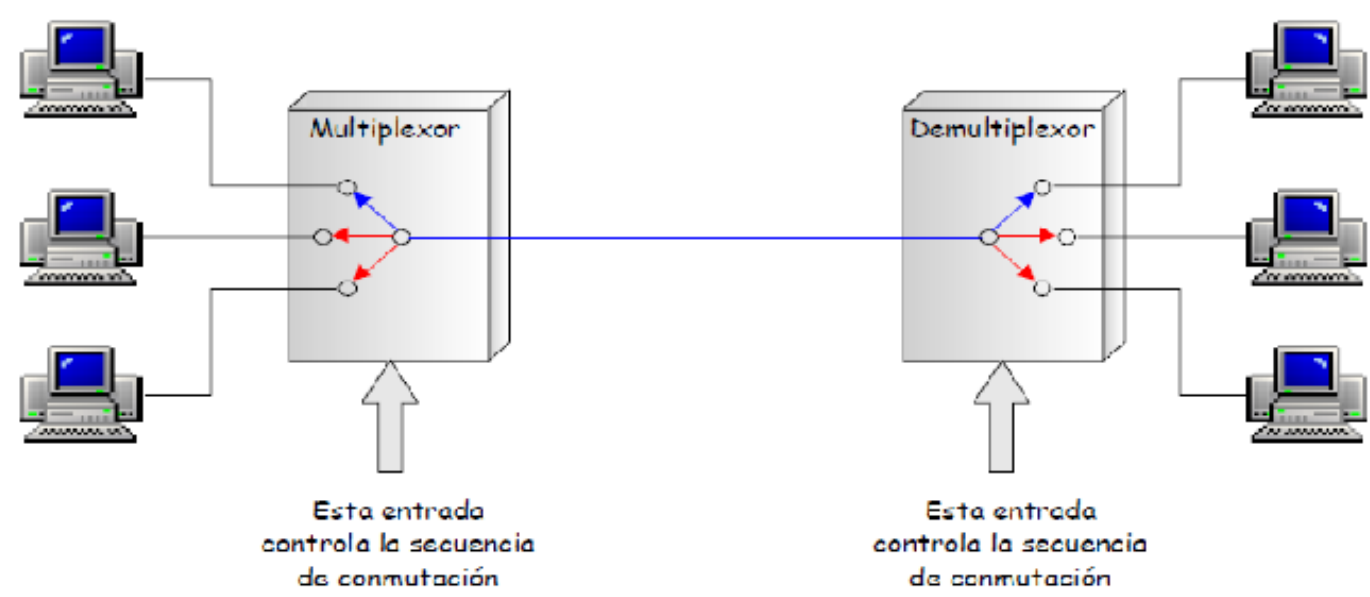 Multiplexor
Demultiplexor
Esta entrada
controla la secuencia
de conmutación
Esta entrada
controla la secuencia
de conmutación